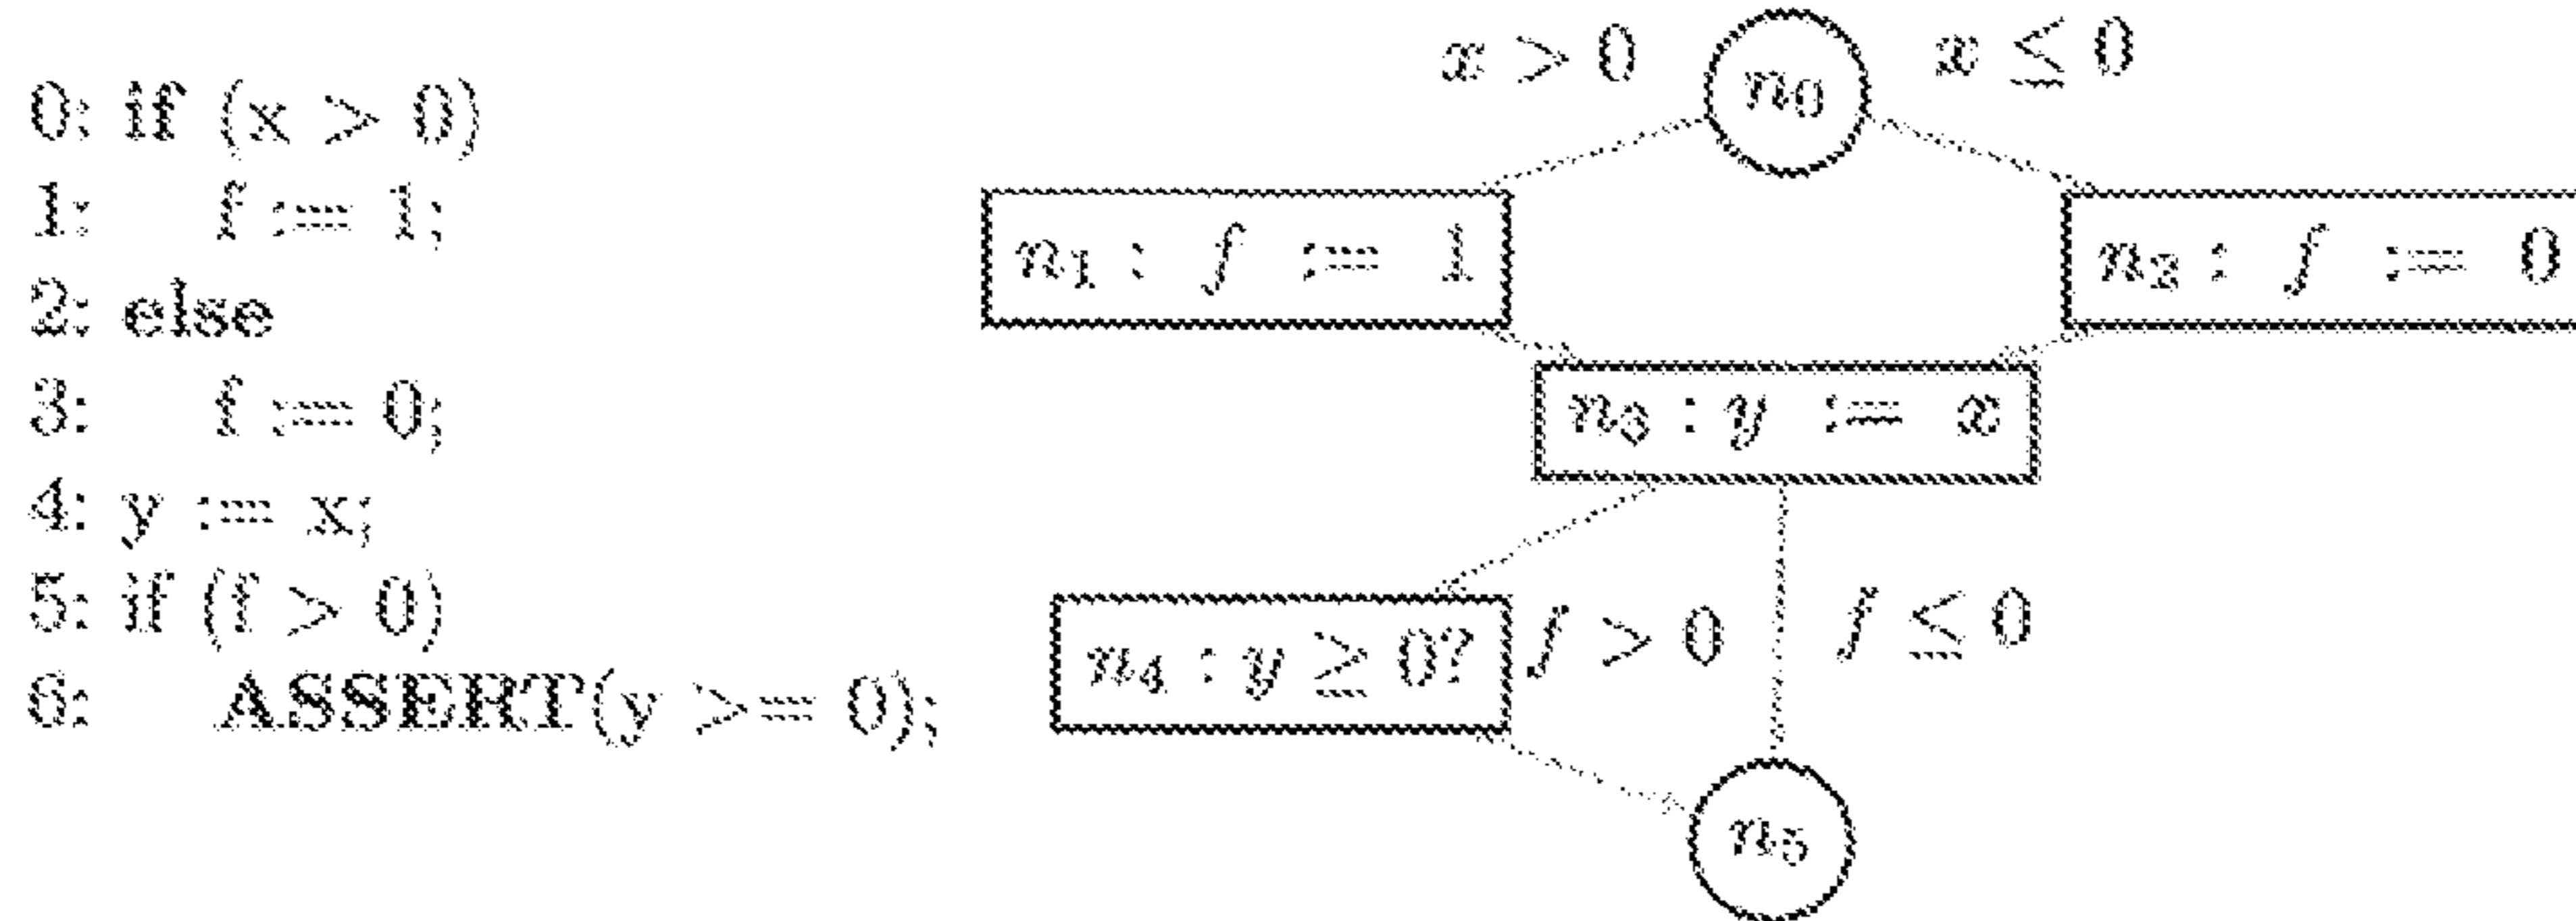 0: if (x > 0)
1: f := 1;
2: else
3: f := 0;
4: y := x;
5: if (f > 0)
6: ASSERT(y >= 0);
x > 0
n0
x ≤ 0
n1 : f := 1
n2 : f := 0
n3 : y := x
n4 : y ≥ 0?
f > 0
f ≤ 0
n5